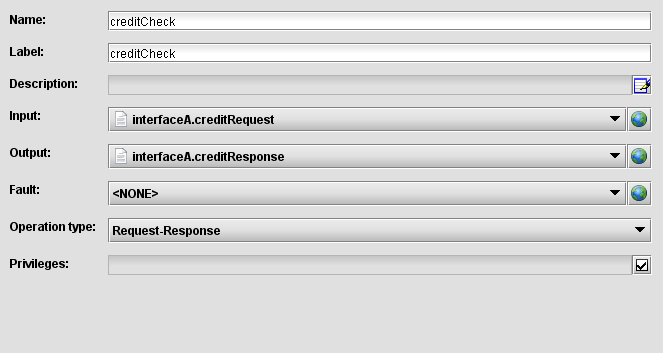 Name: creditCheck
Label: creditCheck
Description:
Input: interfaceA.creditRequest
Output: interfaceA.creditResponse
Fault: <NONE>
Operation type: Request-Response
Privileges: